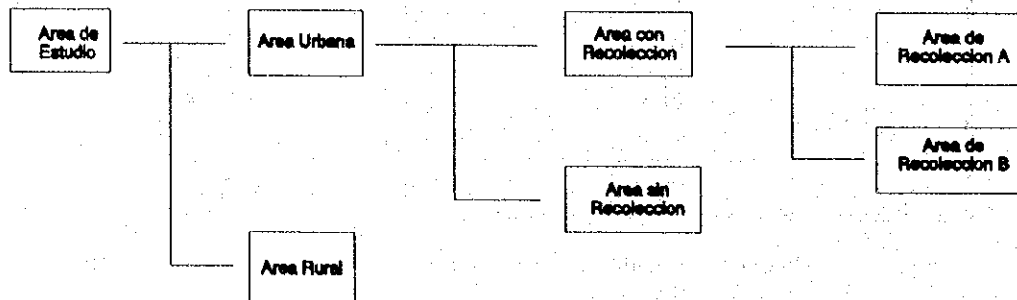 Area de
Estudio
Area Urbana
Area con
Recoleccion
Area de
Recoleccion A
Area de
Recoleccion B
Area sin
Recoleccion
Area Rural